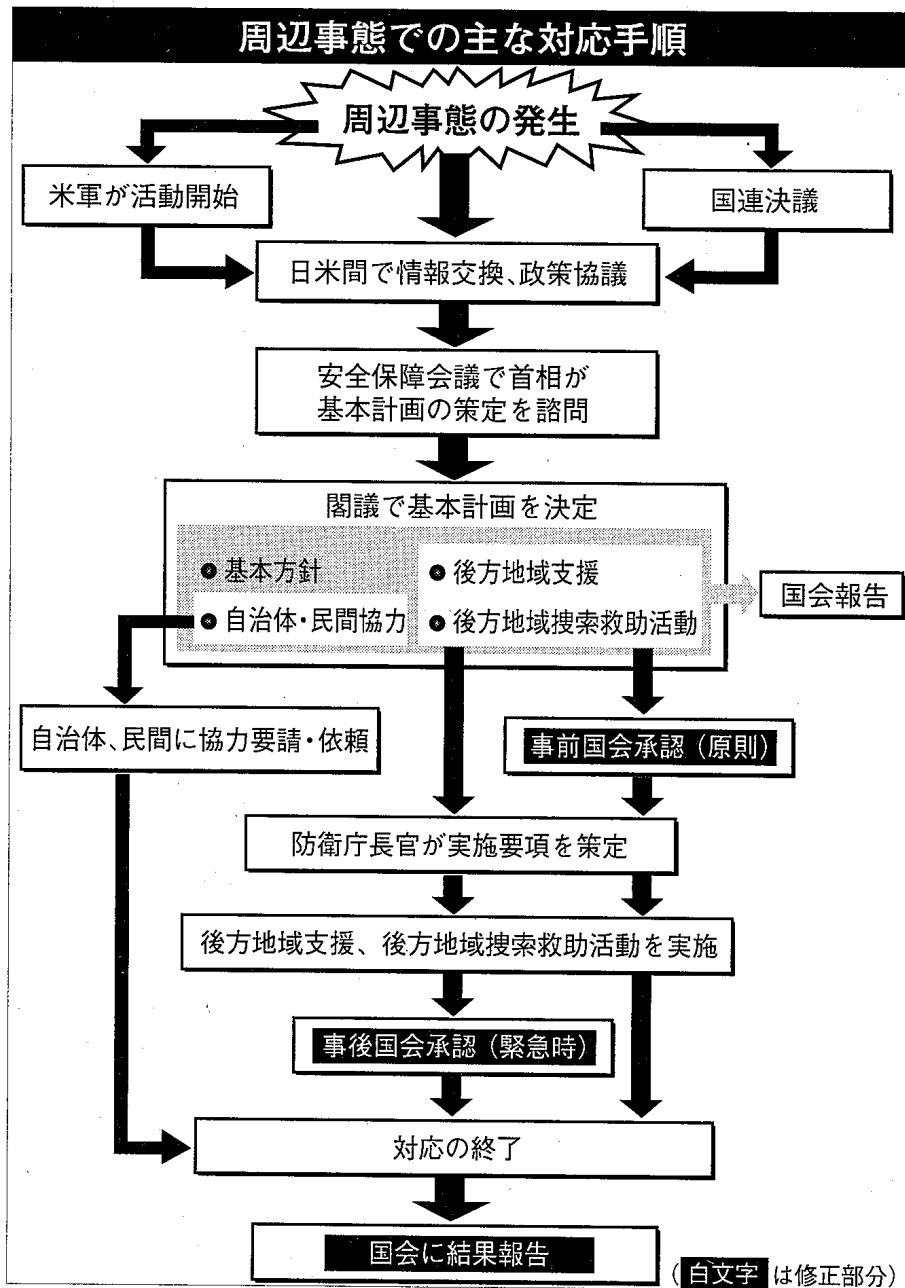 周辺事態での主な対応手順
周辺事態の発生
米軍が活動開始
国連決議
日米間で情報交換、政策協議
安全保障会議で首相が
基本計画の策定を諮問
閣議で基本計画を決定
●基本方針
●後方地域支援
●自治体・民間協力
●後方地域捜索救助活動
国会報告
自治体、民間に協力要請・依頼
事前国会承認（原則）
防衛庁長官が実施要項を策定
後方地域支援、後方地域捜索救助活動を実施
事後国会承認（緊急時）
対応の終了
国会に結果報告
（白文字は修正部分）